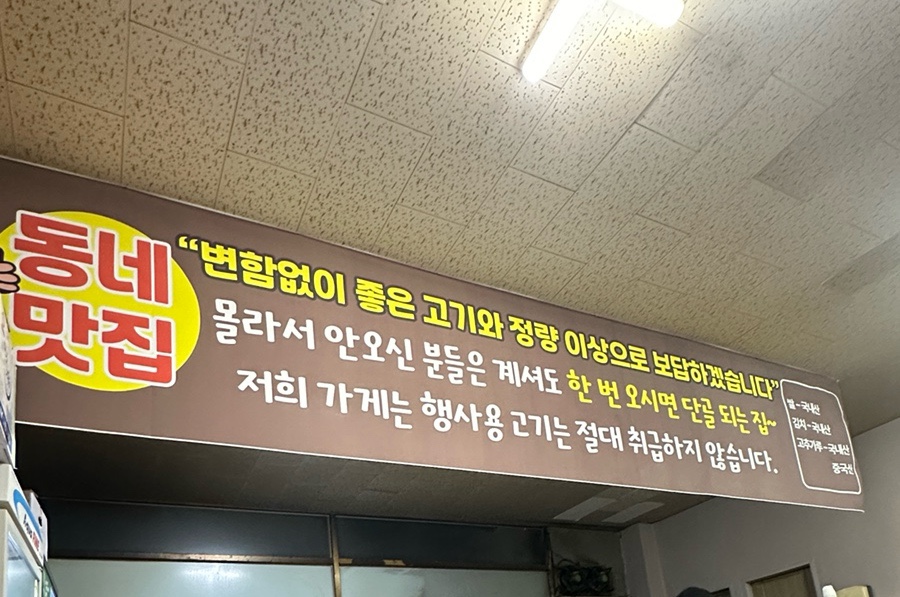 동네
맛집
“변함없이 좋은 고기와 정량 이상으로 보답하겠습니다”
몰라서 안오신 분들은 계셔도 한 번 오시면 단골 되는 집~
저희 가게는 행사용 고기는 절대 취급하지 않습니다.
쌀-국내산
김치-국내산
고추가루-국내산
중국산